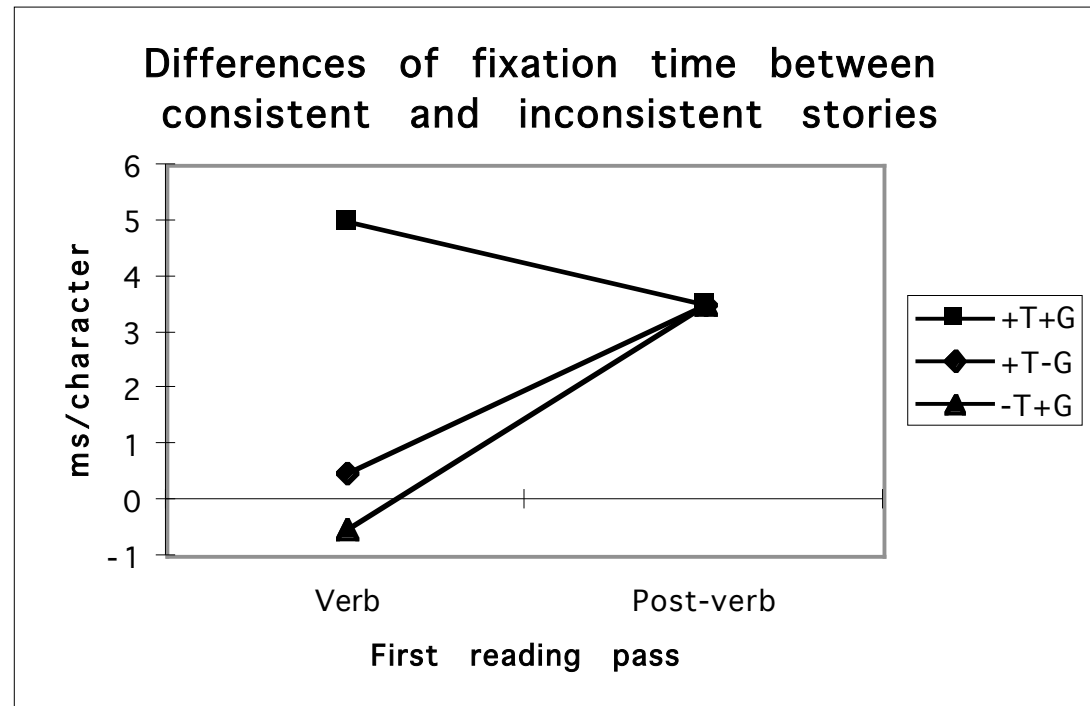 Differences of fixation time between
consistent and inconsistent stories
6
5
4
3
2
1
0
-1
ms/character
Verb Post-verb
First reading pass
+T+G
+T-G
-T+G